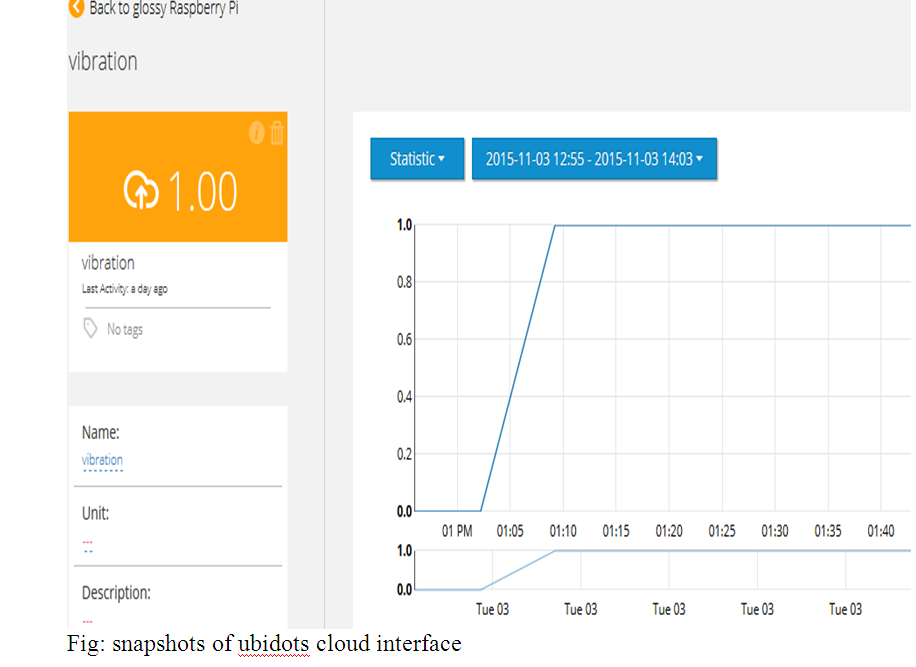 Back to glossy Raspberry Pi
vibration
1.00
vibration
Last Activity: a day ago
No tags
Name:
vibration
Unit:
---
Description:
---
Statistic
2015-11-03 12:55 - 2015-11-03 14:03
1.0
0.8
0.6
0.4
0.2
0.0
01 PM 01:05 01:10 01:15 01:20 01:25 01:30 01:35 01:40
1.0
0.0
Tue 03 Tue 03 Tue 03 Tue 03 Tue 03
Fig: snapshots of ubidots cloud interface